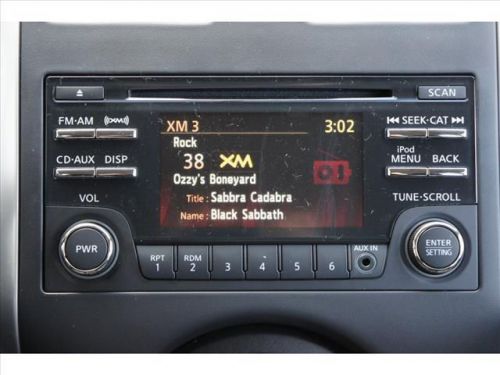 SCAN
FM·AM
XM
XM 3
3:02
SEEK·CAT
Rock
38 XM
CD·AUX
DISP
iPod
MENU
BACK
Ozzy's Boneyard
Title : Sabbra Cadabra
Name : Black Sabbath
VOL
TUNE·SCROLL
PWR
ENTER
SETTING
AUX IN
RPT
1
RDM
2
3
4
5
6